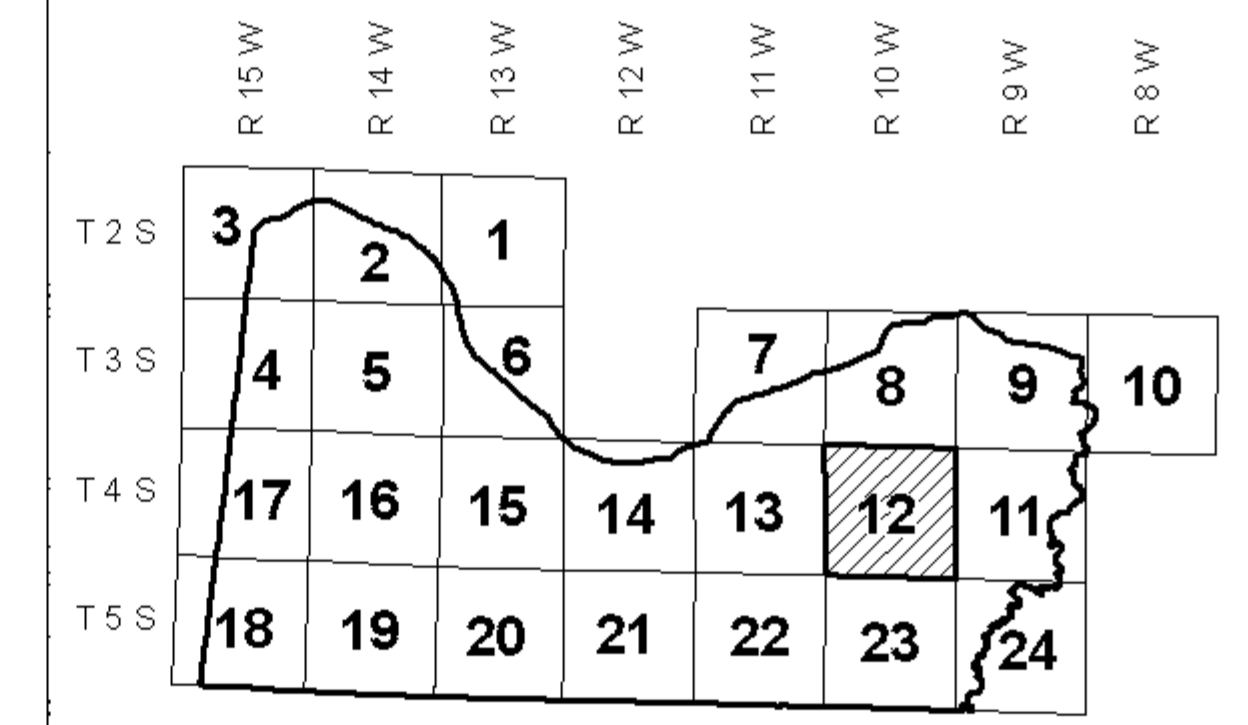 R 15 W R 14 W R 13 W R 12 W R 11 W R 10 W R 9 W R 8 W
T 2 S 3 2 1
T 3 S 4 5 6 7 8 9 10
T 4 S 17 16 15 14 13 12 11
T 5 S 18 19 20 21 22 23 24